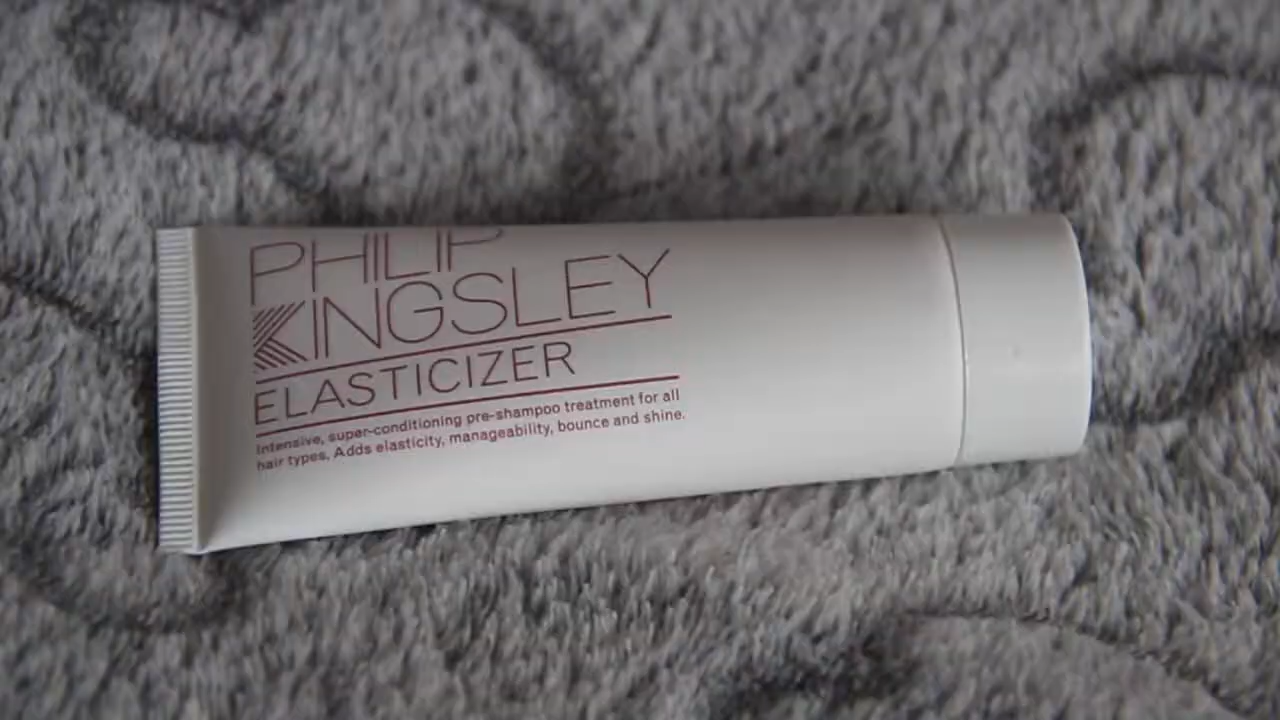 PHILIP
KINGSLEY
ELASTICIZER
Intensive, super-conditioning pre-shampoo treatment for all
hair types. Adds elasticity, manageability, bounce and shine.